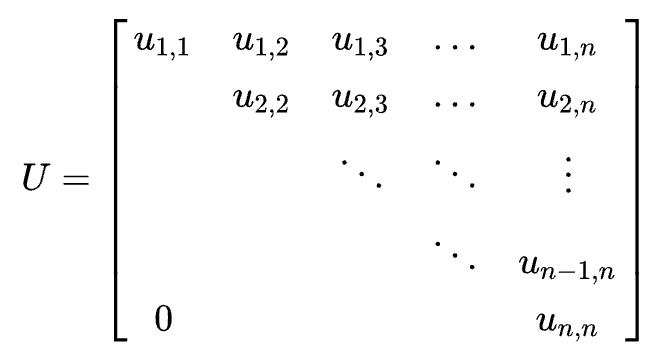 u_{1,1} u_{1,2} u_{1,3} … u_{1,n}
u_{2,2} u_{2,3} … u_{2,n}
U = ⋱ ⋱ ⋮
⋱ u_{n−1,n}
0 u_{n,n}